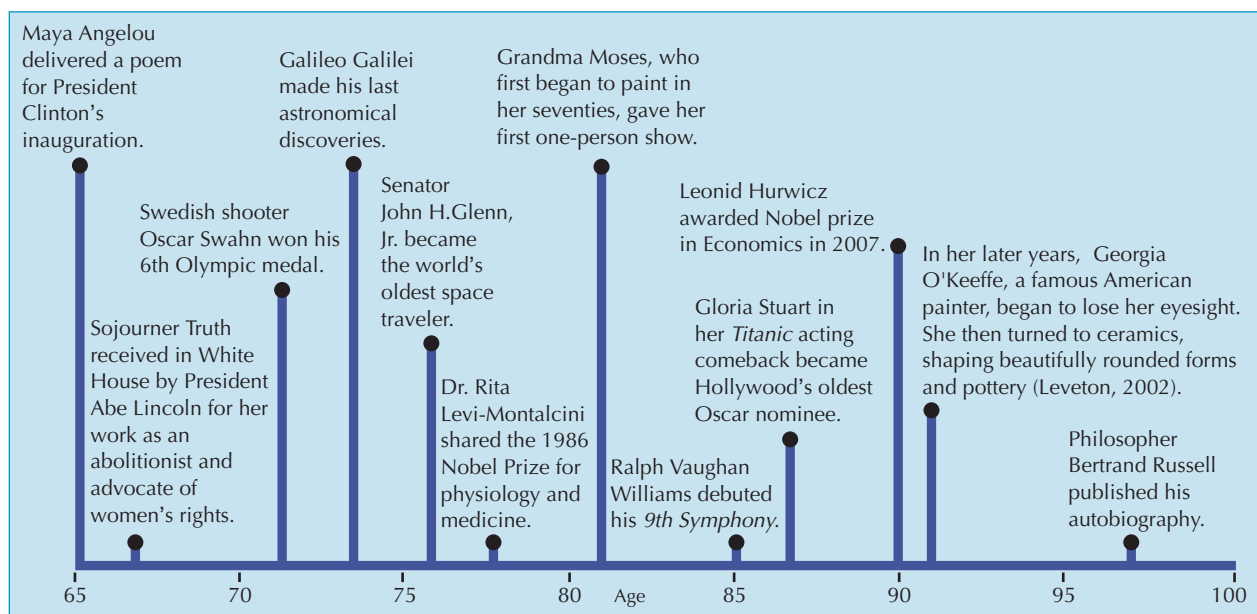 Maya Angelou
delivered a poem
for President
Clinton's
inauguration.
Sojourner Truth
received in White
House by President
Abe Lincoln for her
work as an
abolitionist and
advocate of
women's rights.
Swedish shooter
Oscar Swahn won his
6th Olympic medal.
Galileo Galilei
made his last
astronomical
discoveries.
Senator
John H.Glenn,
Jr. became
the world's
oldest space
traveler.
Dr. Rita
Levi-Montalcini
shared the 1986
Nobel Prize for
physiology and
medicine.
Grandma Moses, who
first began to paint in
her seventies, gave her
first one-person show.
Ralph Vaughan
Williams debuted
his 9th Symphony.
Gloria Stuart in
her Titanic acting
comeback became
Hollywood's oldest
Oscar nominee.
Leonid Hurwicz
awarded Nobel prize
in Economics in 2007.
In her later years, Georgia
O'Keeffe, a famous American
painter, began to lose her eyesight.
She then turned to ceramics,
shaping beautifully rounded forms
and pottery (Leveton, 2002).
Philosopher
Bertrand Russell
published his
autobiography.
65 70 75 80 Age 85 90 95 100